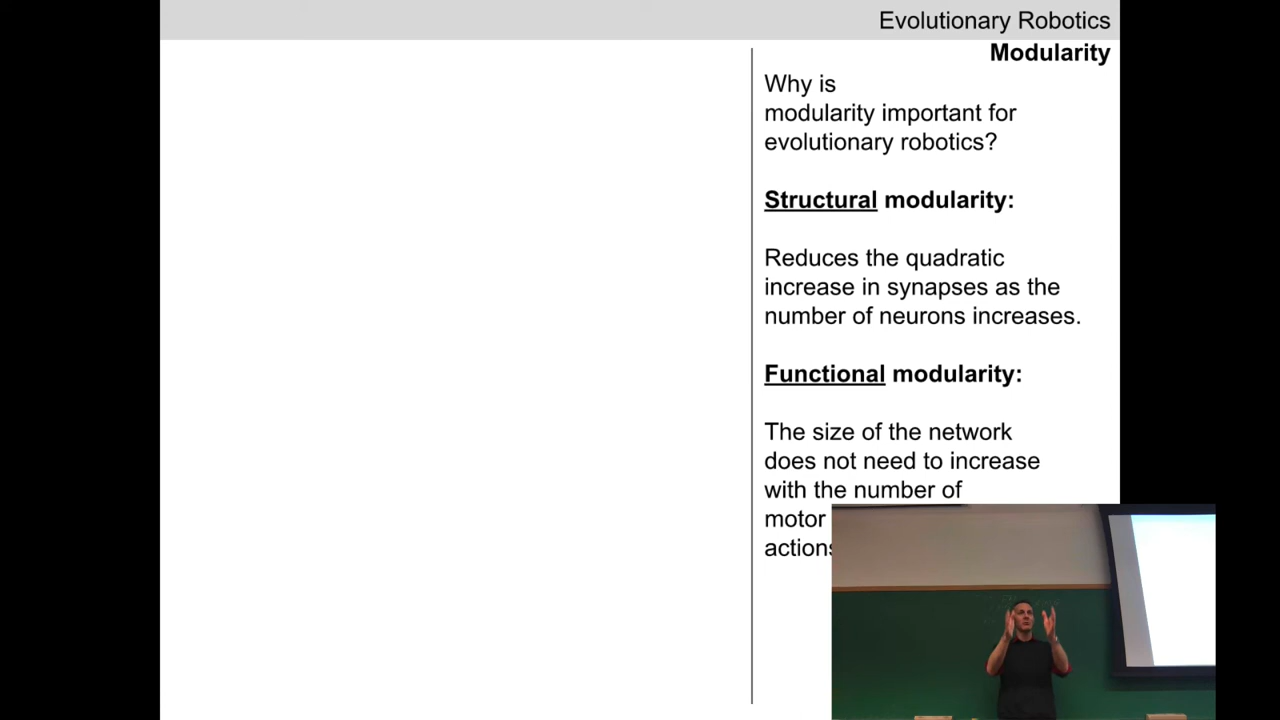 Evolutionary Robotics
Modularity
Why is
modularity important for
evolutionary robotics?
Structural modularity:
Reduces the quadratic
increase in synapses as the
number of neurons increases.
Functional modularity:
The size of the network
does not need to increase
with the number of
motor
actions